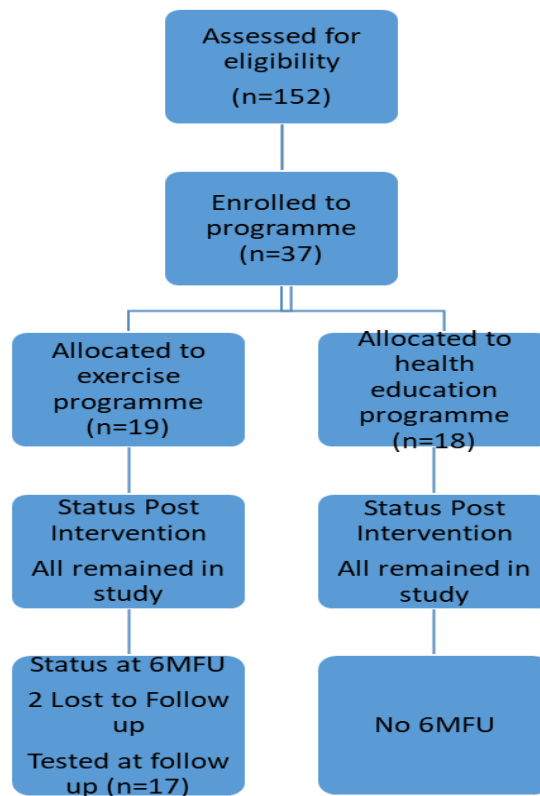 Assessed for
eligibility
(n=152)
Enrolled to
programme
(n=37)
Allocated to
exercise
programme
(n=19)
Allocated to
health
education
programme
(n=18)
Status Post
Intervention
All remained in
study
Status Post
Intervention
All remained in
study
Status at 6MFU
2 Lost to Follow
up
Tested at follow
up (n=17)
No 6MFU